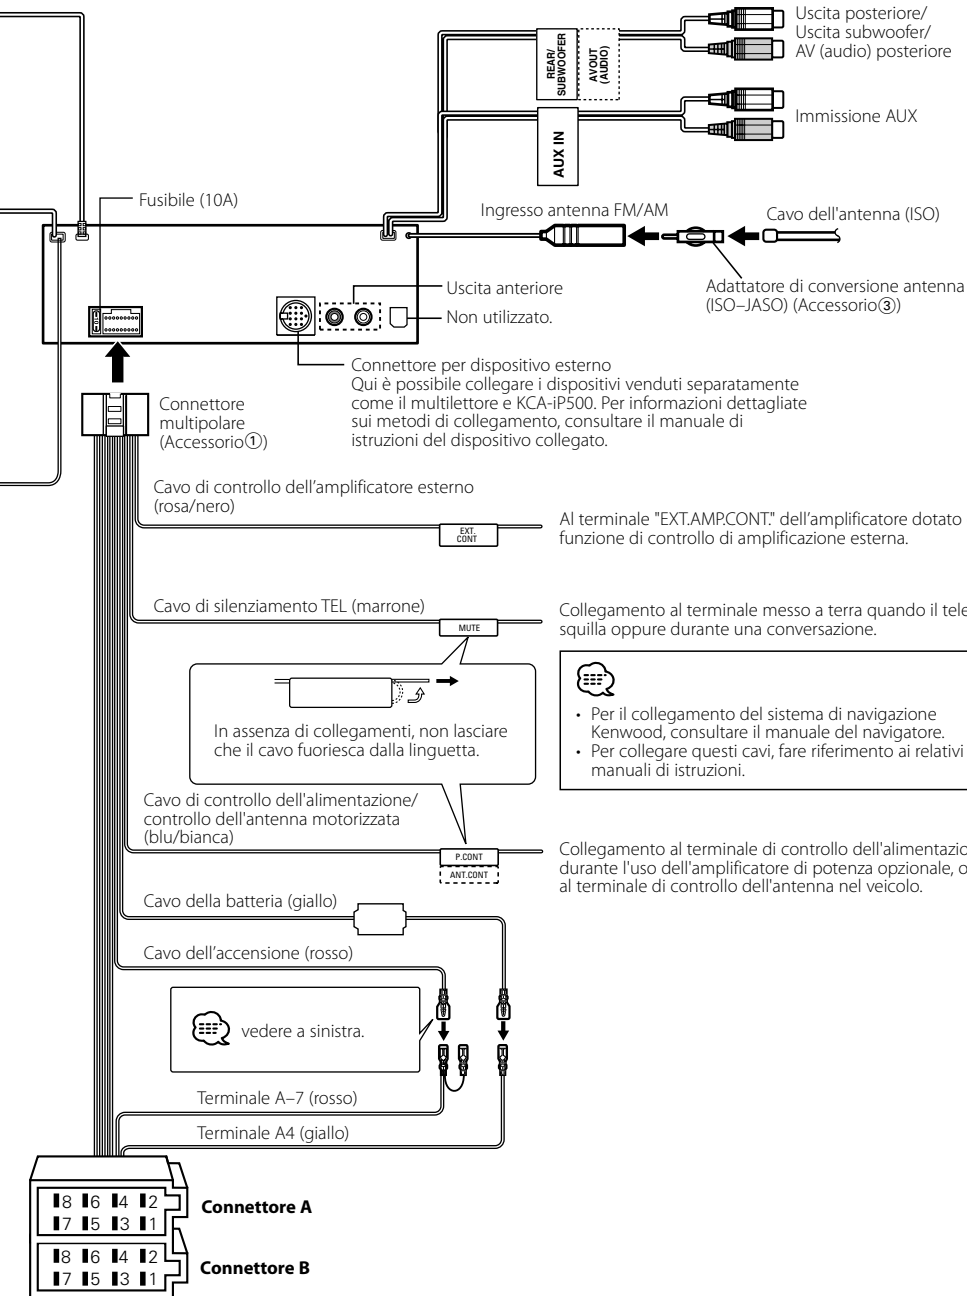 Uscita posteriore/
Uscita subwoofer/
AV (audio) posteriore
REAR/
SUBWOOFER
AV OUT
(AUDIO)
Immissione AUX
AUX IN
Fusibile (10A)
Ingresso antenna FM/AM
Cavo dell'antenna (ISO)
Adattatore di conversione antenna
(ISO–JASO) (Accessorio③)
Uscita anteriore
Non utilizzato.
Connettore per dispositivo esterno
Qui è possibile collegare i dispositivi venduti separatamente
come il multilettore e KCA-iP500. Per informazioni dettagliate
sui metodi di collegamento, consultare il manuale di
istruzioni del dispositivo collegato.
Connettore
multipolare
(Accessorio①)
Cavo di controllo dell’amplificatore esterno
(rosa/nero)
EXT.
CONT
Al terminale "EXT.AMP.CONT." dell’amplificatore dotato
funzione di controllo di amplificazione esterna.
Cavo di silenziamento TEL (marrone)
MUTE
Collegamento al terminale messo a terra quando il tele
squilla oppure durante una conversazione.
In assenza di collegamenti, non lasciare
che il cavo fuoriesca dalla linguetta.
• Per il collegamento del sistema di navigazione
Kenwood, consultare il manuale del navigatore.
• Per collegare questi cavi, fare riferimento ai relativi
manuali di istruzioni.
Cavo di controllo dell'alimentazione/
controllo dell'antenna motorizzata
(blu/bianca)
P.CONT
ANT.CONT
Collegamento al terminale di controllo dell'alimentazio
durante l'uso dell'amplificatore di potenza opzionale, o
al terminale di controllo dell'antenna nel veicolo.
Cavo della batteria (giallo)
Cavo dell’accensione (rosso)
vedere a sinistra.
Terminale A–7 (rosso)
Terminale A4 (giallo)
8 6 4 2
7 5 3 1
Connettore A
8 6 4 2
7 5 3 1
Connettore B